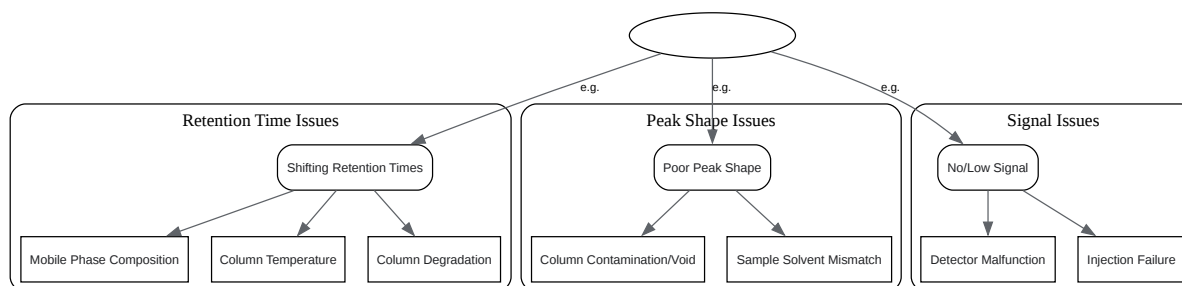 e.g.
e.g.
e.g.
Retention Time Issues
Peak Shape Issues
Signal Issues
Shifting Retention Times
Poor Peak Shape
No/Low Signal
Mobile Phase Composition
Column Temperature
Column Degradation
Column Contamination/Void
Sample Solvent Mismatch
Detector Malfunction
Injection Failure